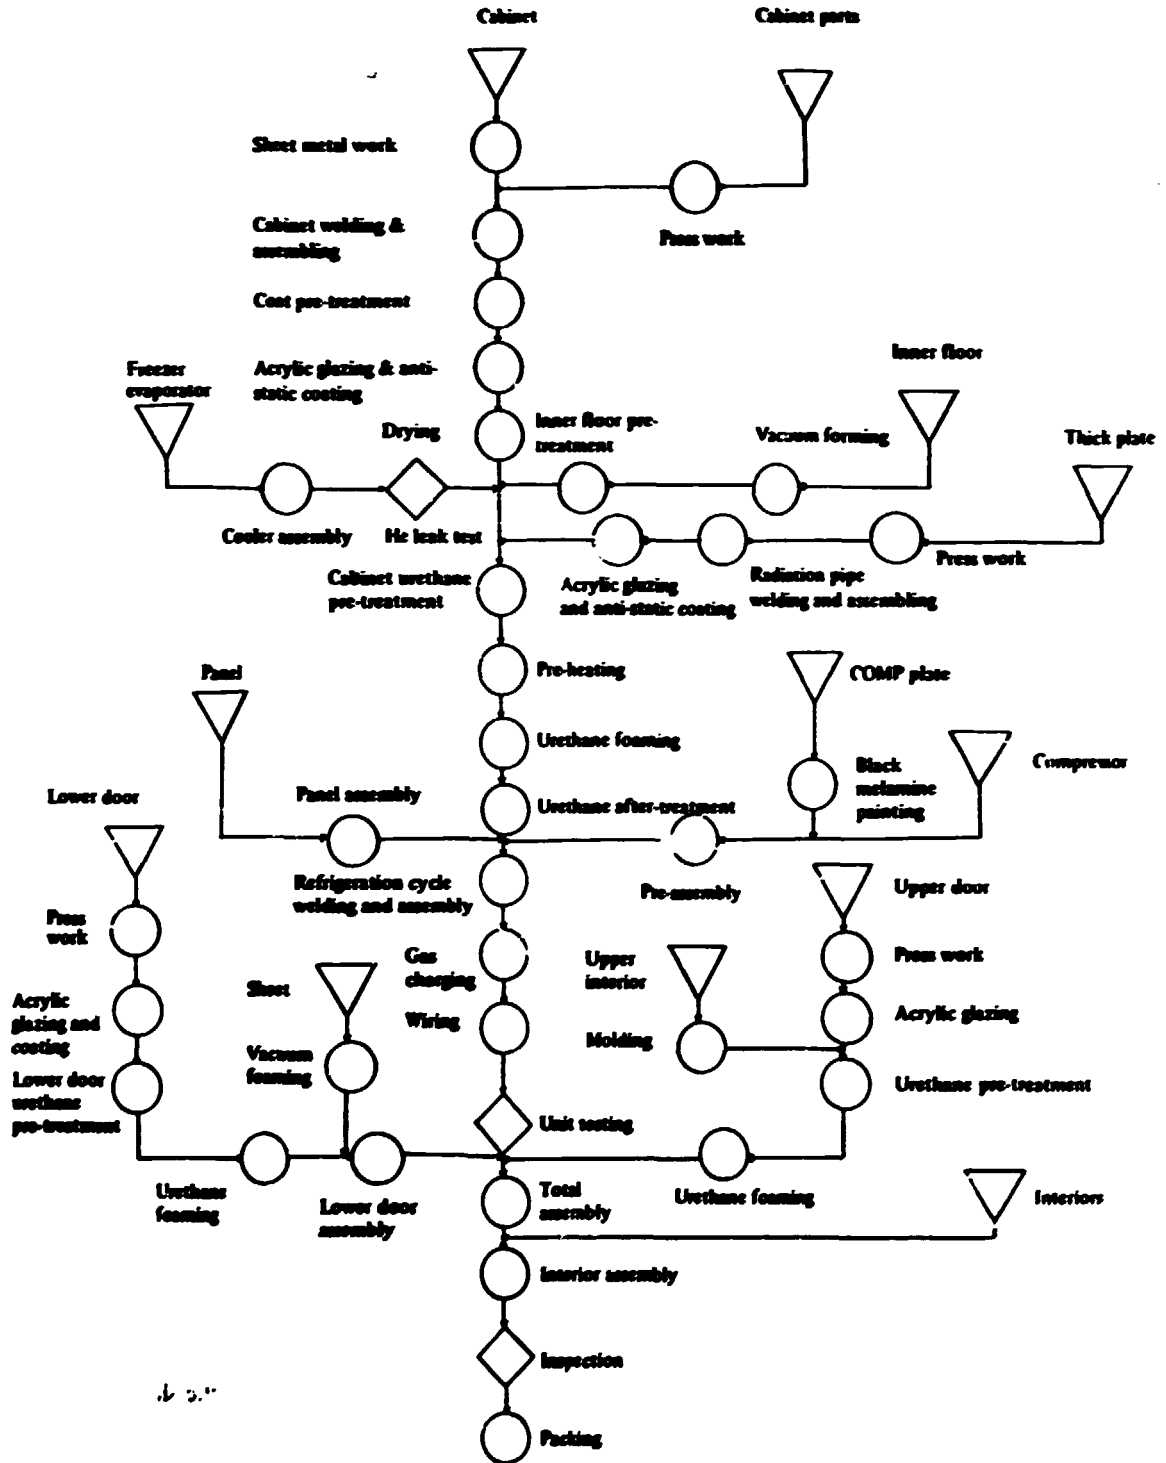 Cabinet
Cabinet parts
Sheet metal work
Cabinet welding &
assembling
Press work
Coat pre-treatment
Inner floor
Freezer
evaporator
Acrylic glazing & anti-
static coating
Drying
Inner floor pre-
treatment
Vacuum forming
Thick plate
Cooler assembly
He leak test
Press work
Cabinet urethane
pre-treatment
Acrylic glazing
and anti-static coating
Radiation pipe
welding and assembling
Panel
Pre-heating
COMP plate
Urethane foaming
Black
melamine
painting
Compressor
Lower door
Panel assembly
Urethane after-treatment
Refrigeration cycle
welding and assembly
Pre-assembly
Upper door
Press
work
Gas
charging
Upper
interior
Press work
Sheet
Acrylic
glazing and
coating
Wiring
Molding
Acrylic glazing
Vacuum
foaming
Lower door
urethane
pre-treatment
Urethane pre-treatment
Unit testing
Urethane
foaming
Lower door
assembly
Total
assembly
Urethane foaming
Interiors
Interior assembly
Inspection
Packing